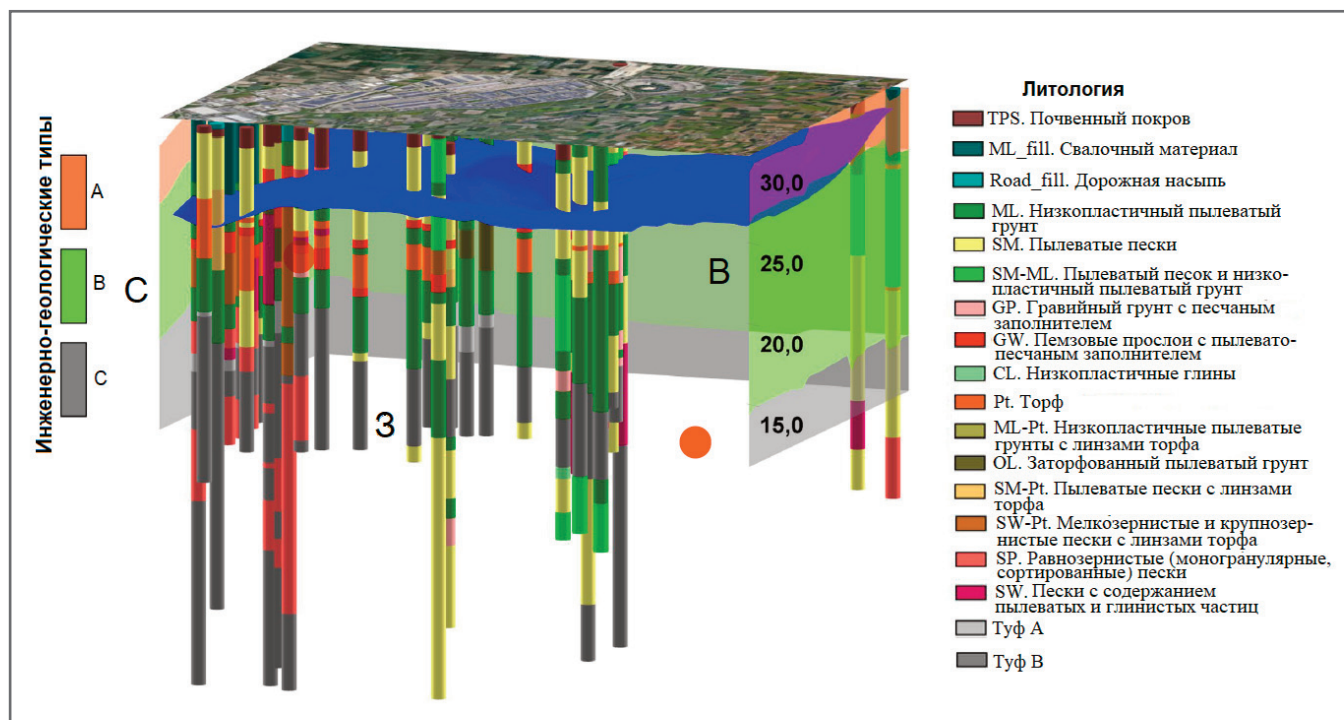 Инженерно-геологические типы
A
B
C
С
В
З
30,0
25,0
20,0
15,0
Литология
TPS. Почвенный покров
ML_fill. Свалочный материал
Road_fill. Дорожная насыпь
ML. Низкопластичный пылеватый
грунт
SM. Пылеватые пески
SM-ML. Пылеватый песок и низко-
пластичный пылеватый грунт
GP. Гравийный грунт с песчаным
заполнителем
GW. Пемзовые прослои с пылевато-
песчаным заполнителем
CL. Низкопластичные глины
Pt. Торф
ML-Pt. Низкопластичные пылеватые
грунты с линзами торфа
OL. Заторфованный пылеватый грунт
SM-Pt. Пылеватые пески с линзами
торфа
SW-Pt. Мелкозернистые и крупнозер-
нистые пески с линзами торфа
SP. Равнозернистые (моногранулярные,
сортированные) пески
SW. Пески с содержанием
пылеватых и глинистых частиц
Туф А
Туф В